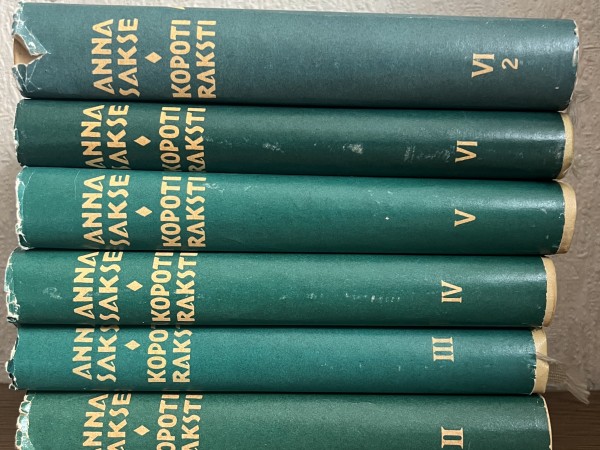 ANNA
SAKSE
KOPOTI
RAKSTI
VI
2
ANNA
SAKSE
KOPOTI
RAKSTI
VI
ANNA
SAKSE
KOPOTI
RAKSTI
V
ANNA
SAKSE
KOPOTI
RAKSTI
IV
ANNA
SAKSE
KOPOTI
RAKSTI
III
ANNA
SAKSE
KOPOTI
RAKSTI
II